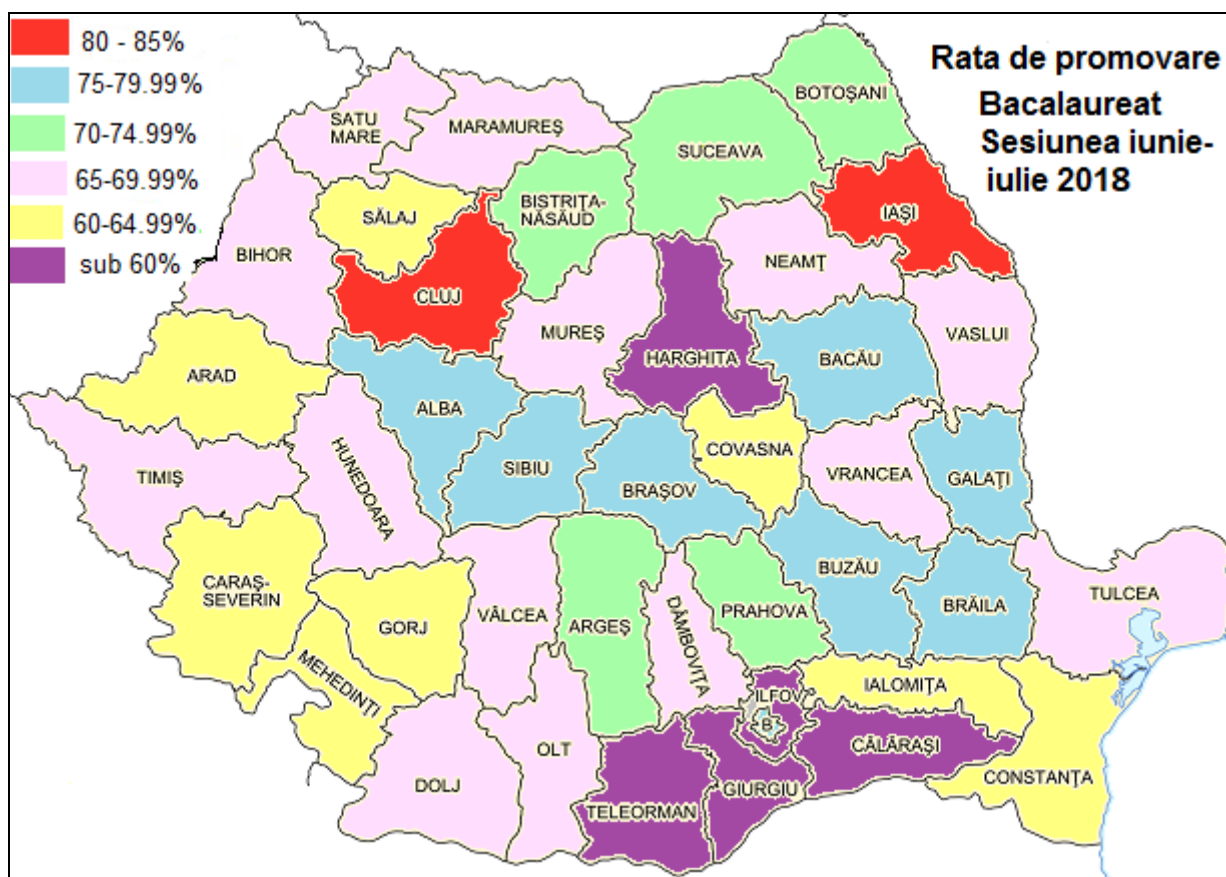 80 - 85%
75-79.99%
70-74.99%
65-69.99%
60-64.99%
sub 60%
Rata de promovare
Bacalaureat
Sesiunea iunie-
iulie 2018
BOTOŞANI
SATU
MARE
MARAMUREŞ
SUCEAVA
BISTRIŢA-
NĂSĂUD
SĂLAJ
IAŞI
BIHOR
NEAMŢ
CLUJ
MUREŞ
VASLUI
HARGHITA
BACĂU
ARAD
ALBA
COVASNA
SIBIU
TIMIŞ
HUNEDOARA
VRANCEA
GALAŢI
BRAŞOV
BUZĂU
CARAŞ-
SEVERIN
TULCEA
BRĂILA
PRAHOVA
VÂLCEA
GORJ
ARGEŞ
DÂMBOVIŢA
MEHEDINŢI
IALOMIŢA
ILFOV
B
CĂLĂRAŞI
OLT
CONSTANŢA
DOLJ
GIURGIU
TELEORMAN